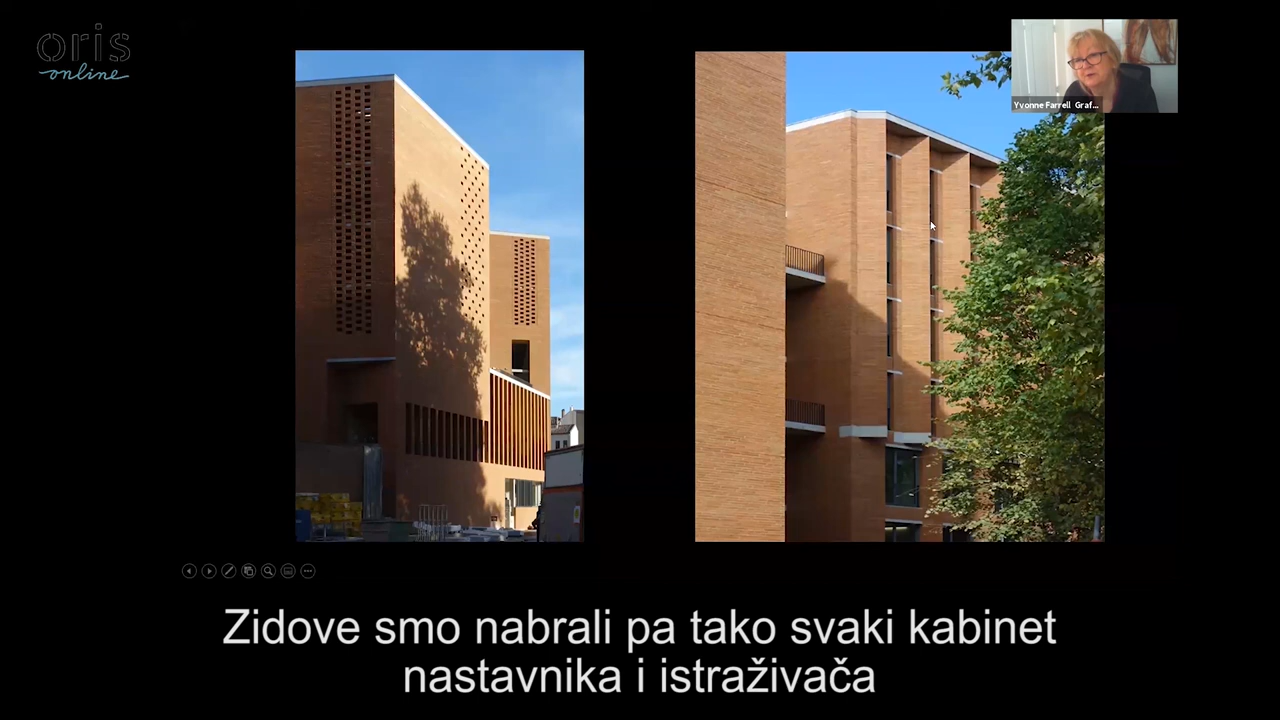 oris
online
Yvonne Farrell Graf...
Zidove smo nabrali pa tako svaki kabinet
nastavnika i istraživača